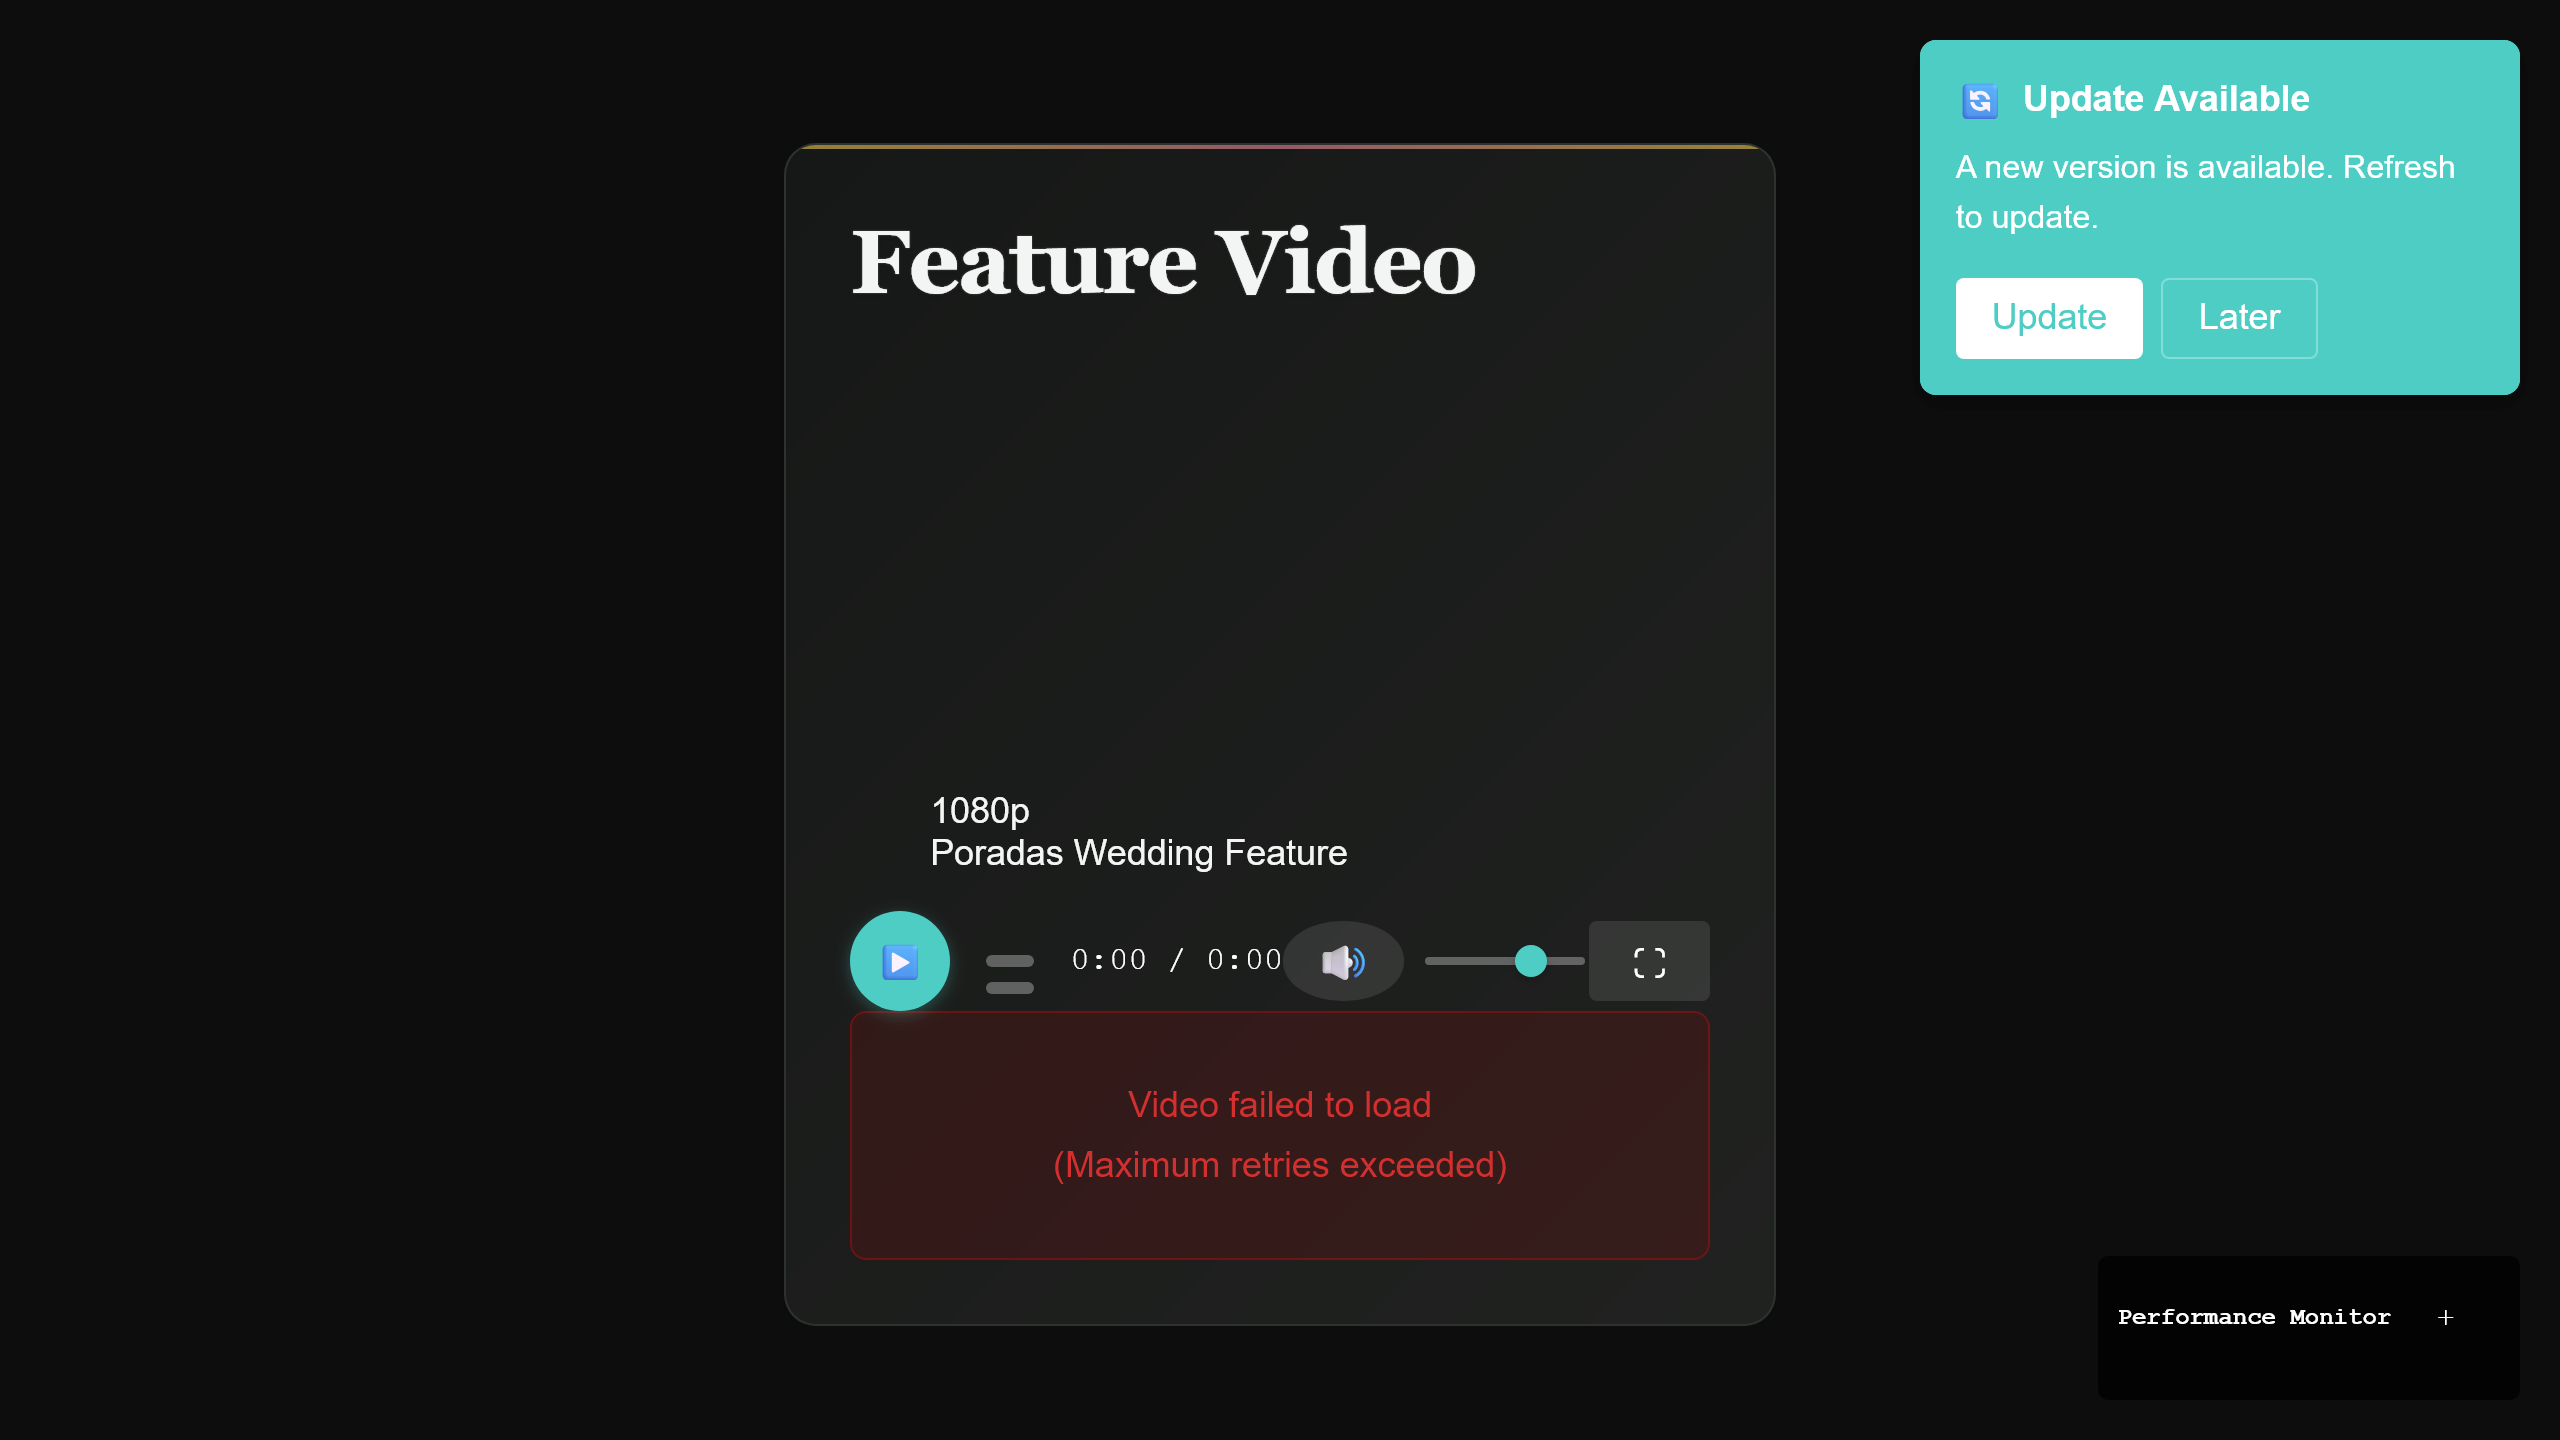 Feature Video
1080p
Poradas Wedding Feature
0:00 / 0:00
Video failed to load
(Maximum retries exceeded)
Update Available
A new version is available. Refresh
to update.
Update
Later
Performance Monitor +